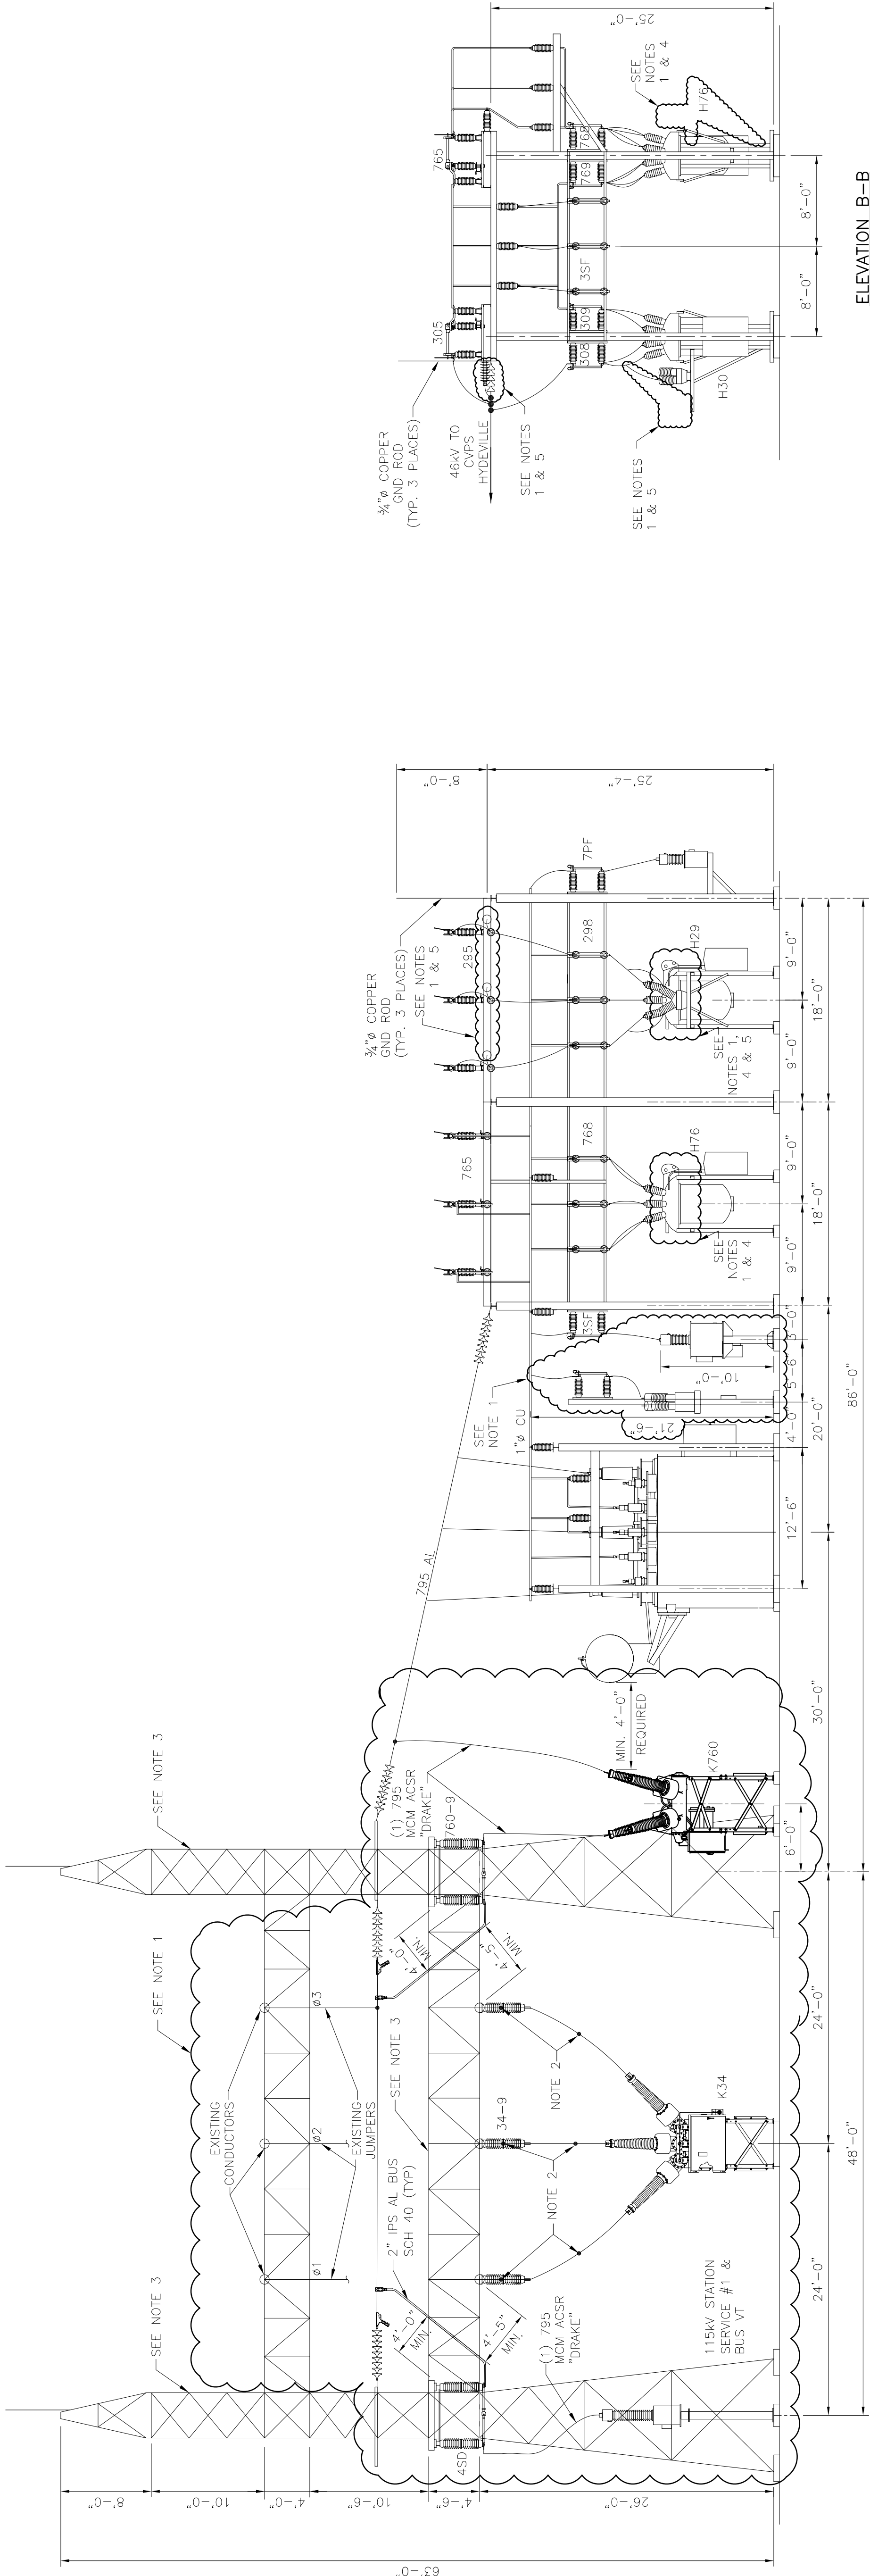 25'-0"
SEE
NOTES
1 & 4
H76
765
768
769
3SF
309
308
305
8'-0"
8'-0"
H30
¾"ø COPPER
GND ROD
(TYP. 3 PLACES)
46kV TO
CVPS
HYDEVILLE
SEE NOTES
1 & 5
SEE NOTES
1 & 5
ELEVATION B-B
8'-0"
25'-4"
7PF
¾"ø COPPER
GND ROD
(TYP. 3 PLACES)
SEE NOTES
1 & 5
295
298
H29
SEE
NOTES 1,
4 & 5
9'-0"
9'-0"
18'-0"
765
768
H76
SEE
NOTES
1 & 4
9'-0"
9'-0"
18'-0"
3SF
3'-0"
10'-0"
5'-6"
SEE
NOTE 1
1"ø CU
21'-6"
4'-0"
20'-0"
86'-0"
12'-6"
795 AL
30'-0"
MIN. 4'-0"
REQUIRED
K760
6'-0"
SEE NOTE 3
(1) 795
MCM ACSR
"DRAKE"
760-9
4'-0"
MIN.
4'-5"
MIN.
SEE NOTE 1
ø3
EXISTING
CONDUCTORS
ø2
EXISTING
JUMPERS
SEE NOTE 3
NOTE 2
34-9
K34
24'-0"
48'-0"
ø1
2" IPS AL BUS
SCH 40 (TYP)
NOTE 2
4'-0"
MIN.
4'-5"
MIN.
SEE NOTE 3
(1) 795
MCM ACSR
"DRAKE"
115kV STATION
SERVICE #1 &
BUS VT
24'-0"
4SD
8'-0"
10'-0"
4'-0"
10'-6"
4'-6"
26'-0"
63'-0"